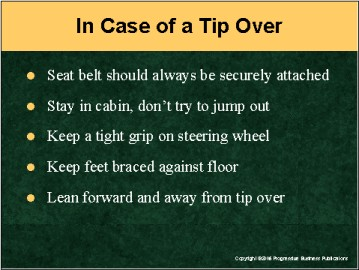 In Case of a Tip Over
Seat belt should always be securely attached
Stay in cabin, don't try to jump out
Keep a tight grip on steering wheel
Keep feet braced against floor
Lean forward and away from tip over
Copyright Progressive Business Publications